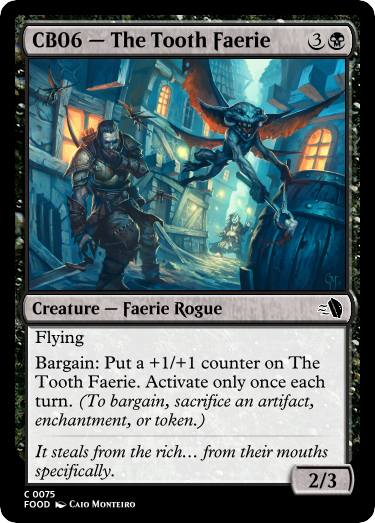 CB06 — The Tooth Faerie 3
Creature — Faerie Rogue
Flying
Bargain: Put a +1/+1 counter on The
Tooth Faerie. Activate only once each
turn. (To bargain, sacrifice an artifact,
enchantment, or token.)
It steals from the rich... from their mouths
specifically.
2/3
C 0075
FOOD Caio Monteiro